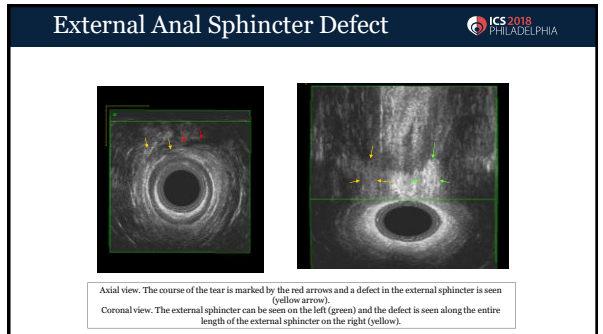 External Anal Sphincter Defect
ICS 2018
PHILADELPHIA
Axial view. The course of the tear is marked by the red arrows and a defect in the external sphincter is seen
(yellow arrow).
Coronal view. The external sphincter can be seen on the left (green) and the defect is seen along the entire
length of the external sphincter on the right (yellow).